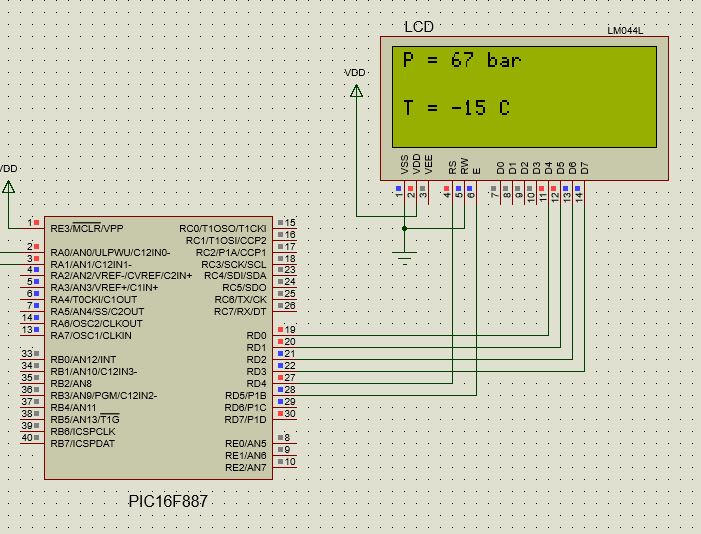 LCD
LM044L
P = 67 bar
T = -15 C
VDD
VSS VDD VEE RS RW E D0 D1 D2 D3 D4 D5 D6 D7
1 2 3 4 5 6 7 8 9 10 11 12 13 14
VDD
1 RE3/MCLR/VPP RC0/T1OSO/T1CKI 15
RC1/T1OSI/CCP2 16
2 RA0/AN0/ULPWU/C12IN0- RC2/P1A/CCP1 17
3 RA1/AN1/C12IN1- RC3/SCK/SCL 18
4 RA2/AN2/VREF-/CVREF/C2IN+ RC4/SDI/SDA 23
5 RA3/AN3/VREF+/C1IN+ RC5/SDO 24
6 RA4/T0CKI/C1OUT RC6/TX/CK 25
7 RA5/AN4/SS/C2OUT RC7/RX/DT 26
14 RA6/OSC2/CLKOUT
13 RA7/OSC1/CLKIN RD0 19
RD1 20
33 RB0/AN12/INT RD2 21
34 RB1/AN10/C12IN3- RD3 22
35 RB2/AN8 RD4 27
36 RB3/AN9/PGM/C12IN2- RD5/P1B 28
37 RB4/AN11 RD6/P1C 29
38 RB5/AN13/T1G RD7/P1D 30
39 RB6/ICSPCLK
40 RB7/ICSPDAT RE0/AN5 8
RE1/AN6 9
RE2/AN7 10
PIC16F887